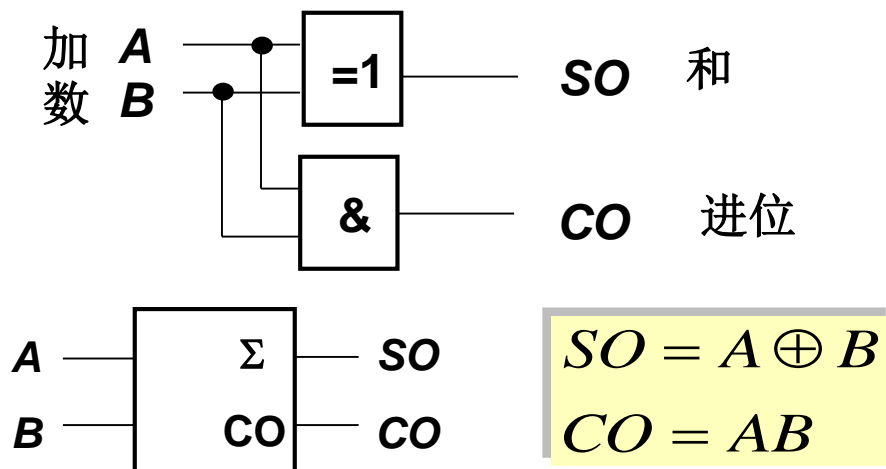 加 A =1 SO 和
数 B
& CO 进位
A Σ SO
B CO CO
SO = A ⊕ B
CO = AB